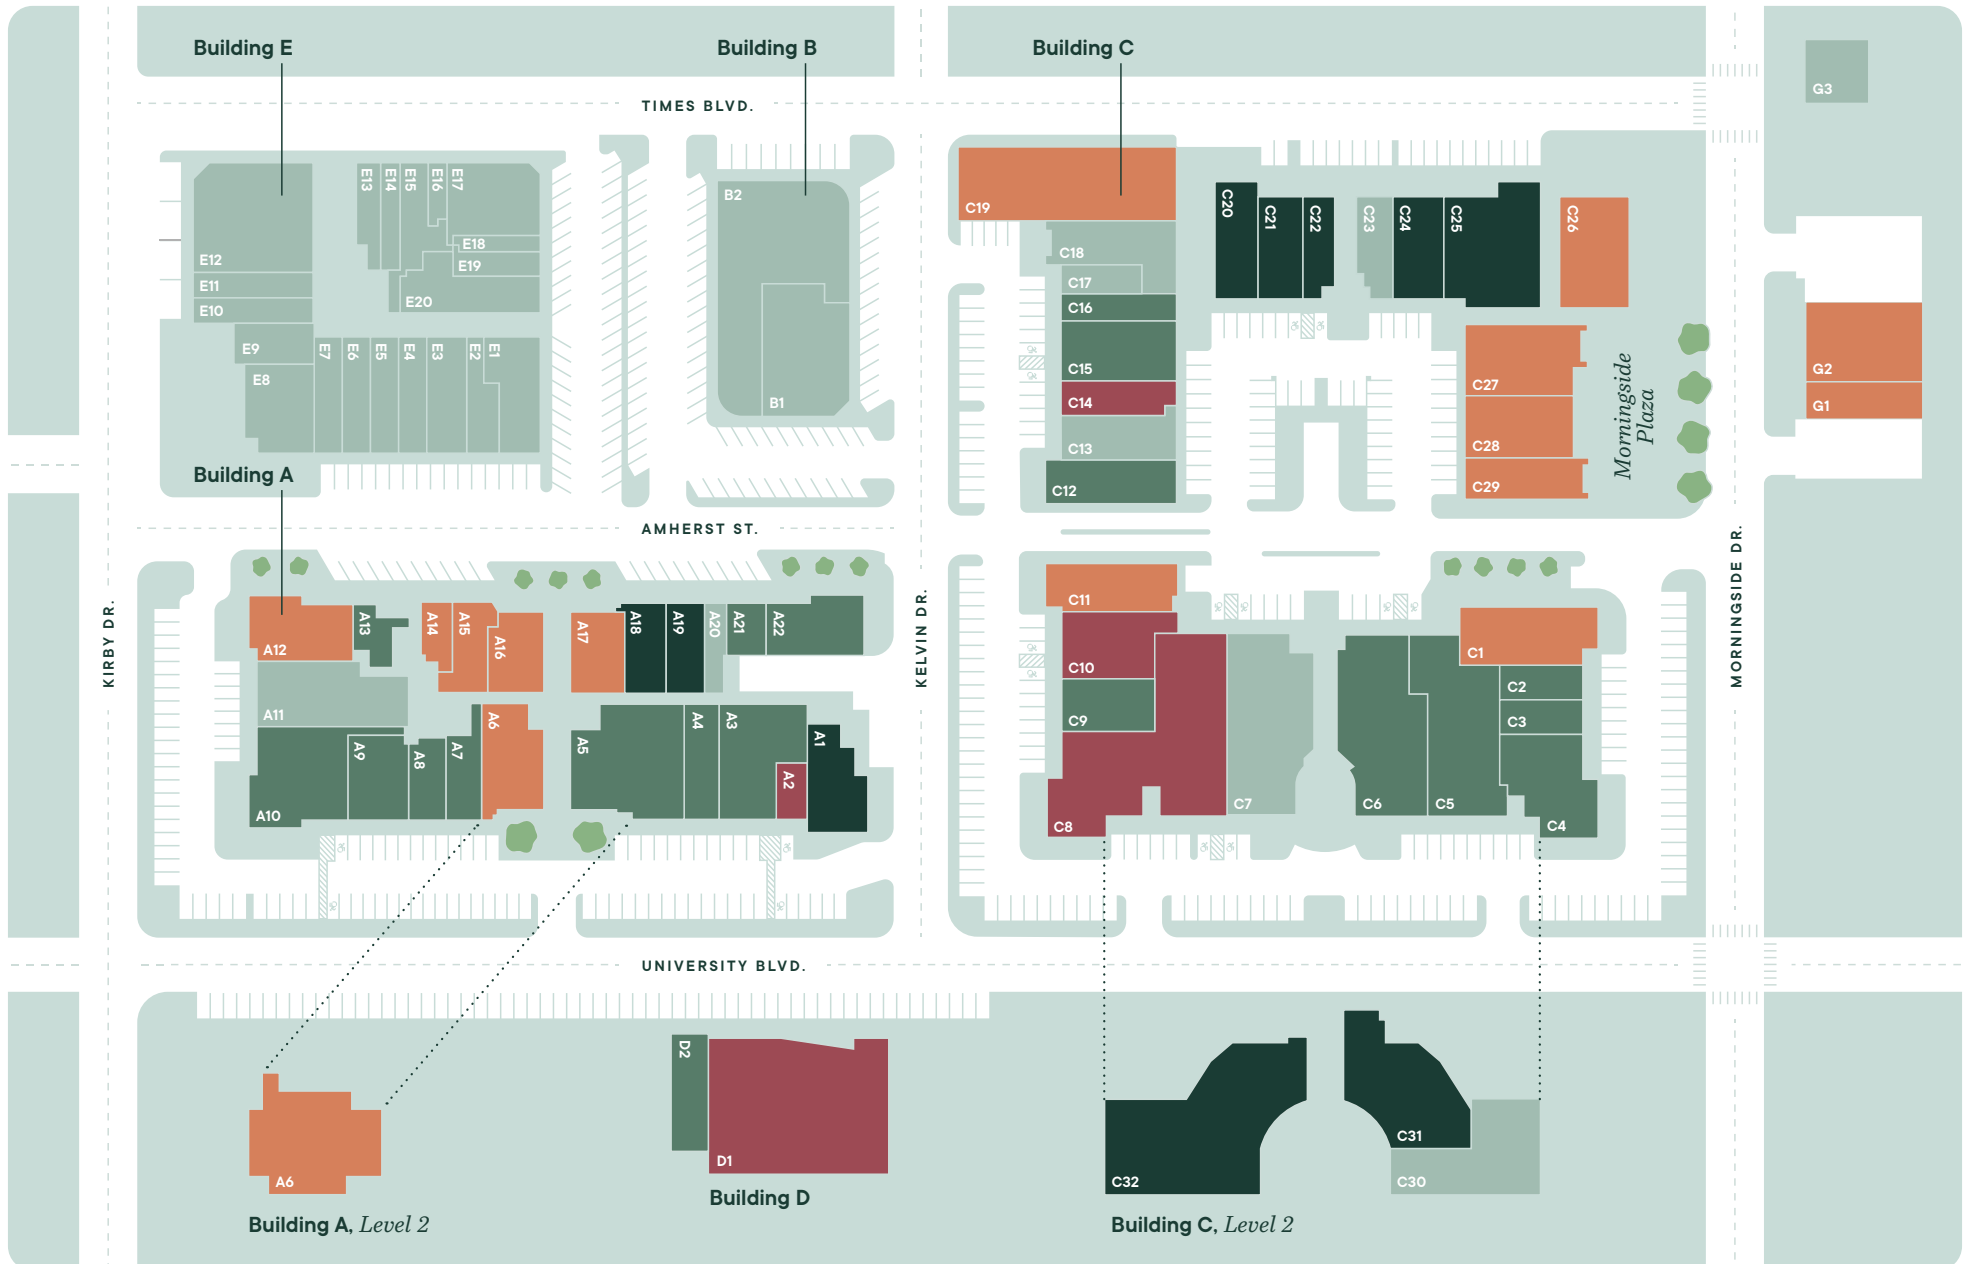 Building E
Building B
Building C
TIMES BLVD.
G3
E13
E14
E15
E16
E17
E12
E11
E10
E18
E19
E20
E9
E8
E7
E6
E5
E4
E3
E2
E1
B2
B1
C19
C18
C17
C16
C15
C14
C13
C12
C20
C21
C22
C23
C24
C25
C26
C27
C28
C29
Morningside
Plaza
G2
G1
Building A
AMHERST ST.
KIRBY DR.
KELVIN DR.
MORNINGSIDE DR.
A12
A13
A14
A15
A16
A17
A18
A19
A20
A21
A22
A11
A10
A9
A8
A7
A6
A5
A4
A3
A2
A1
C11
C10
C9
C8
C7
C6
C5
C1
C2
C3
C4
UNIVERSITY BLVD.
A6
Building A, Level 2
D2
D1
Building D
C32
C31
C30
Building C, Level 2